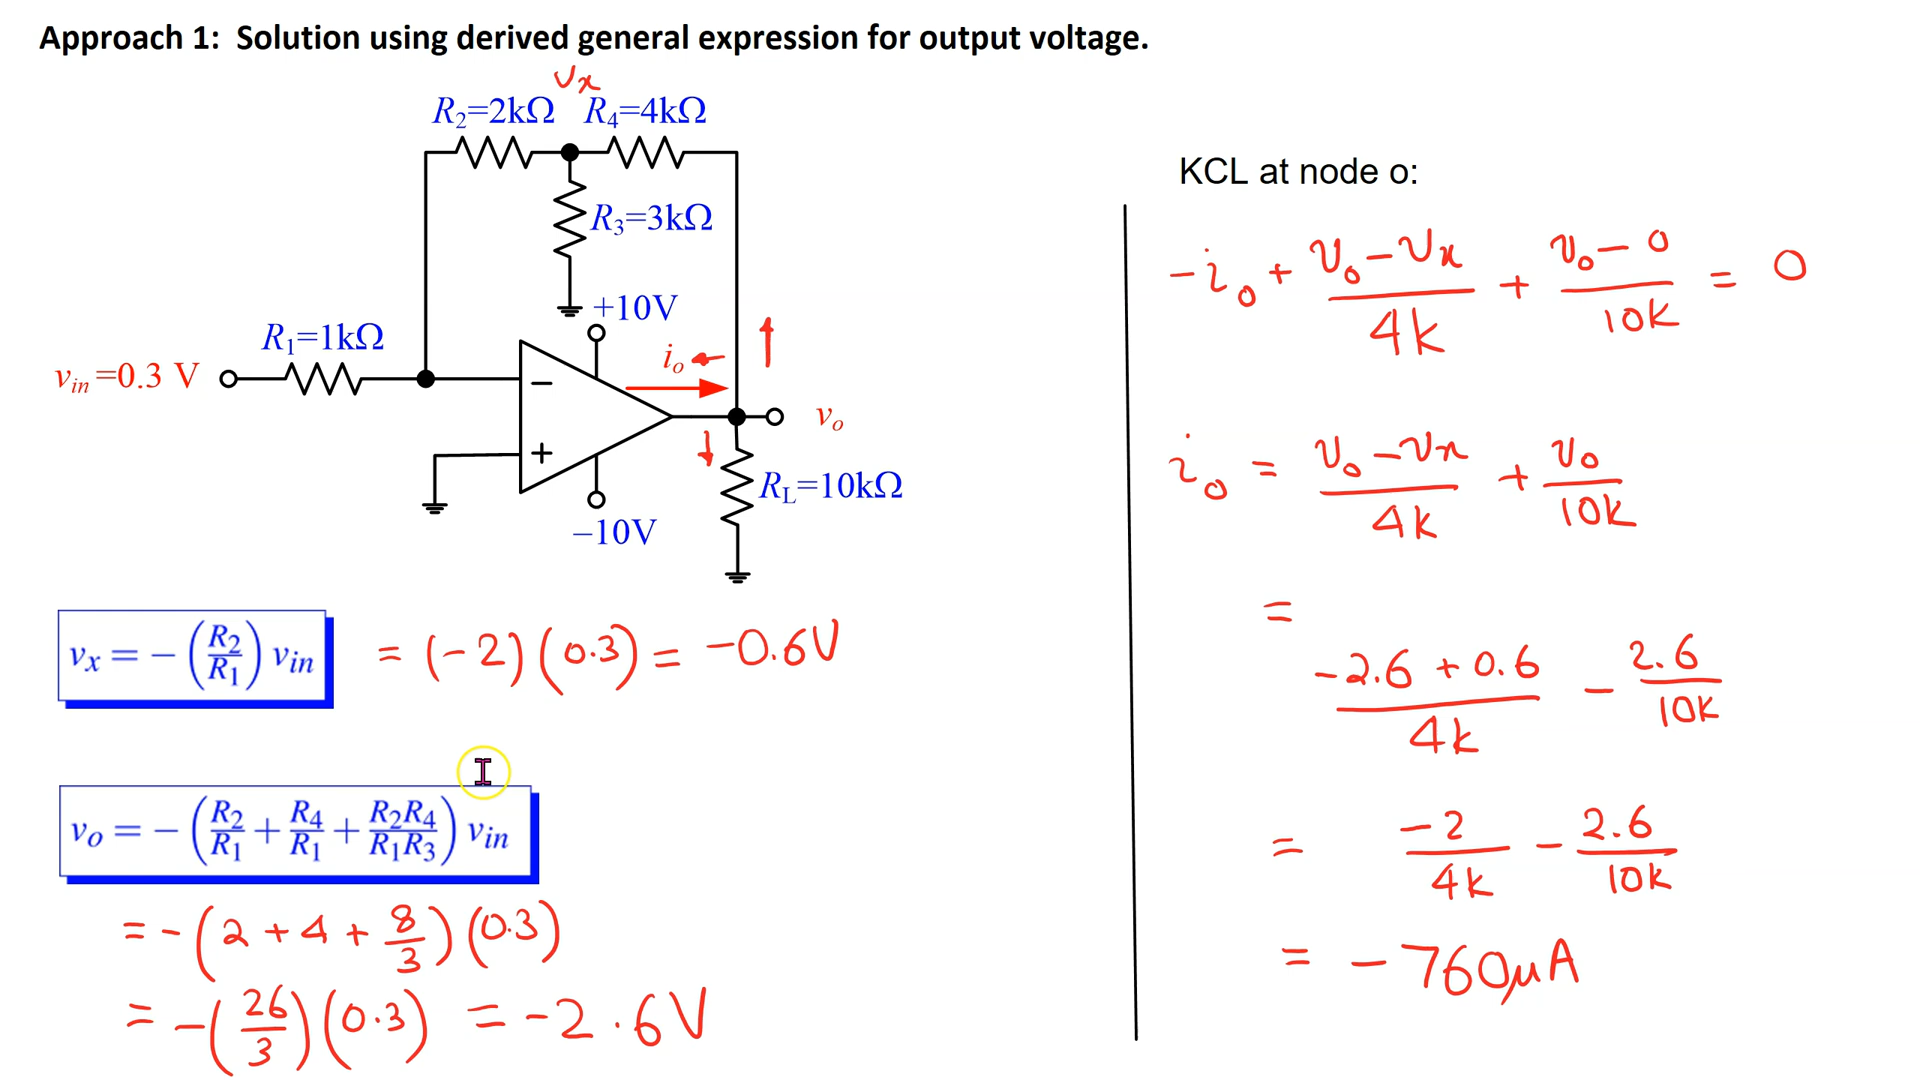 Approach 1: Solution using derived general expression for output voltage.
vx
R2=2kΩ R4=4kΩ
R3=3kΩ
+10V
R1=1kΩ
vin=0.3 V
io
−
+
vo
RL=10kΩ
−10V
vx = −(R2/R1) vin = (-2)(0.3) = -0.6V
vo = −(R2/R1 + R4/R1 + R2R4/R1R3) vin
= -(2 + 4 + 8/3)(0.3)
= -(26/3)(0.3) = -2.6V
KCL at node o:
-io + (vo - vx)/4k + (vo - 0)/10k = 0
io = (vo - vx)/4k + vo/10k
= (-2.6 + 0.6)/4k - 2.6/10k
= -2/4k - 2.6/10k
= -760μA